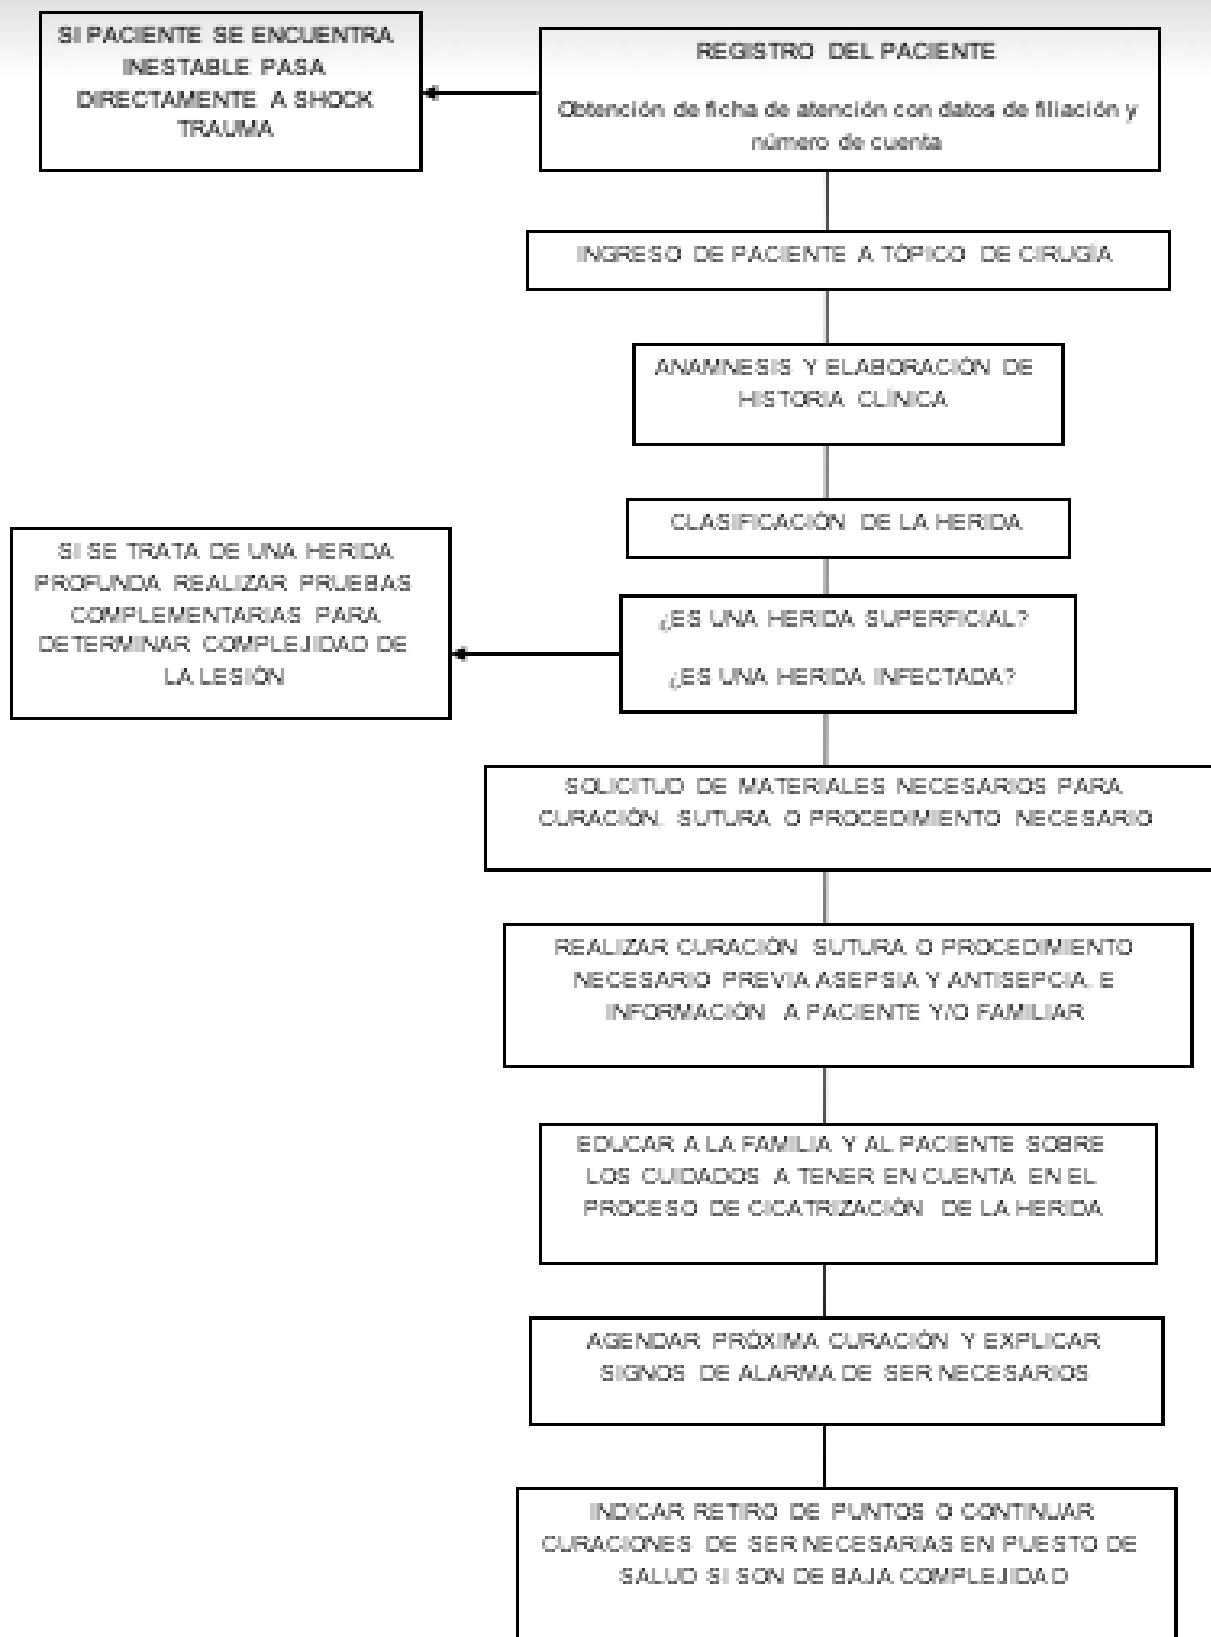 SI PACIENTE SE ENCUENTRA
INESTABLE PASA
DIRECTAMENTE A SHOCK
TRAUMA
REGISTRO DEL PACIENTE
Obtención de ficha de atención con datos de filiación y
número de cuenta
INGRESO DE PACIENTE A TÓPICO DE CIRUGÍA
ANAMNESIS Y ELABORACIÓN DE
HISTORIA CLÍNICA
CLASIFICACIÓN DE LA HERIDA
SI SE TRATA DE UNA HERIDA
PROFUNDA REALIZAR PRUEBAS
COMPLEMENTARIAS PARA
DETERMINAR COMPLEJIDAD DE
LA LESIÓN
¿ES UNA HERIDA SUPERFICIAL?
¿ES UNA HERIDA INFECTADA?
SOLICITUD DE MATERIALES NECESARIOS PARA
CURACIÓN, SUTURA O PROCEDIMIENTO NECESARIO
REALIZAR CURACIÓN SUTURA O PROCEDIMIENTO
NECESARIO PREVIA ASEPSIA Y ANTISEPCIA, E
INFORMACIÓN A PACIENTE Y/O FAMILIAR
EDUCAR A LA FAMILIA Y AL PACIENTE SOBRE
LOS CUIDADOS A TENER EN CUENTA EN EL
PROCESO DE CICATRIZACIÓN DE LA HERIDA
AGENDAR PRÓXIMA CURACIÓN Y EXPLICAR
SIGNOS DE ALARMA DE SER NECESARIOS
INDICAR RETIRO DE PUNTOS O CONTINUAR
CURACIONES DE SER NECESARIAS EN PUESTO DE
SALUD SI SON DE BAJA COMPLEJIDAD